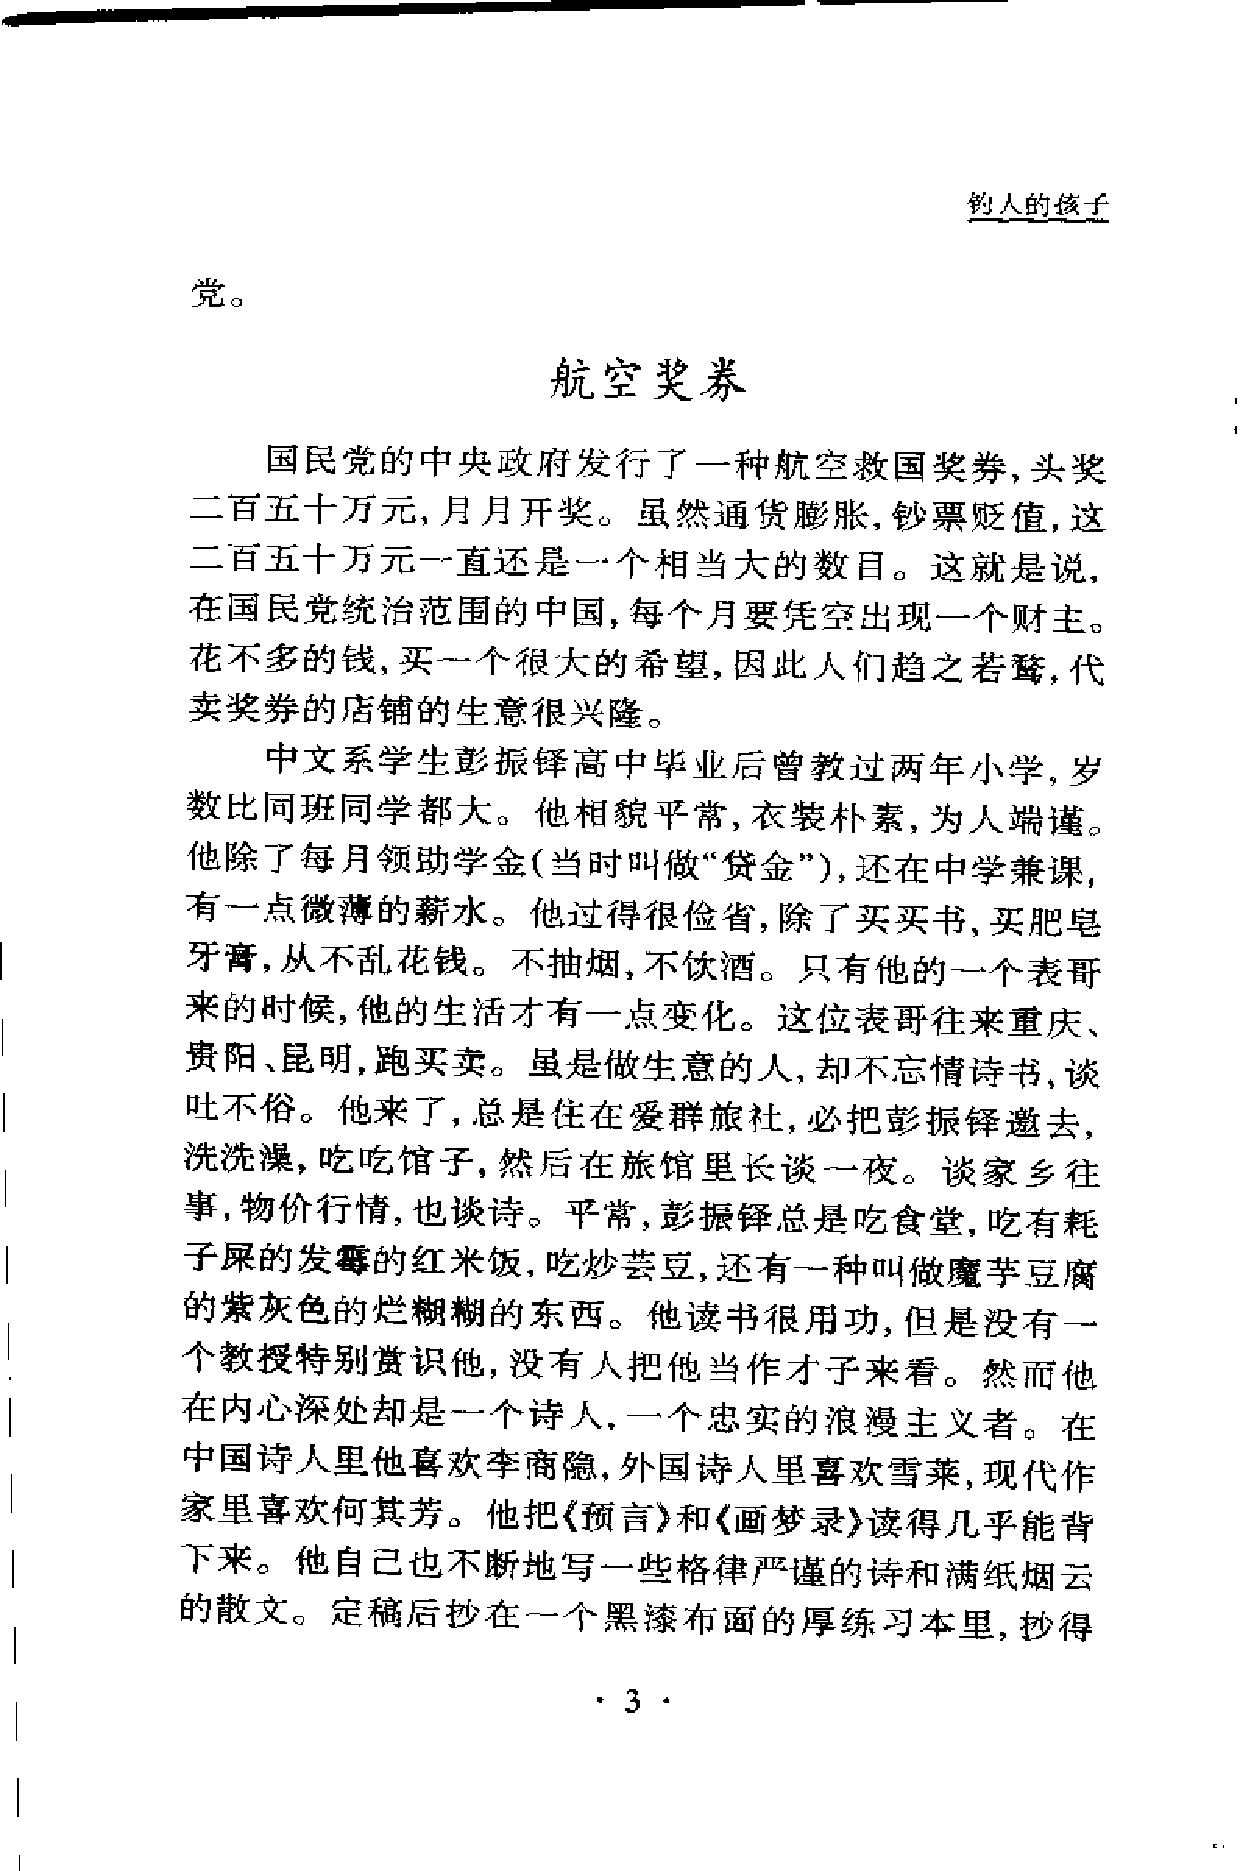 钓人的孩子
党。
航空奖券
国民党的中央政府发行了一种航空救国奖券,头奖
二百五十万元,月月开奖。虽然通货膨胀,钞票贬值,这
二百五十万元一直还是一个相当大的数目。这就是说,
在国民党统治范围的中国,每个月要凭空出现一个财主。
花不多的钱,买一个很大的希望,因此人们趋之若鹜,代
卖奖券的店铺的生意很兴隆。
中文系学生彭振铎高中毕业后曾教过两年小学,岁
数比同班同学都大。他相貌平常,衣装朴素,为人端谨。
他除了每月领助学金(当时叫做“贷金”),还在中学兼课,
有一点微薄的薪水。他过得很俭省,除了买买书、买肥皂
牙膏,从不乱花钱。不抽烟,不饮酒。只有他的一个表哥
来的时候,他的生活才有一点变化。这位表哥往来重庆、
贵阳、昆明,跑买卖。虽是做生意的人,却不忘情诗书,谈
吐不俗。他来了,总是住在爱群旅社,必把彭振铎邀去,
洗洗澡,吃吃馆子,然后在旅馆里长谈一夜。谈家乡往
事,物价行情,也谈诗。平常,彭振铎总是吃食堂,吃有耗
子屎的发霉的红米饭,吃炒芸豆,还有一种叫做魔芋豆腐
的紫灰色的烂糊糊的东西。他读书很用功,但是没有一
个教授特别赏识他,没有人把他当作才子来看。然而他
在内心深处却是一个诗人,一个忠实的浪漫主义者。在
中国诗人里他喜欢李商隐,外国诗人里喜欢雪莱,现代作
家里喜欢何其芳。他把《预言》和《画梦录》读得几乎能背
下来。他自己也不断地写一些格律严谨的诗和满纸烟云
的散文。定稿后抄在一个黑漆布面的厚练习本里,抄得
· 3 ·